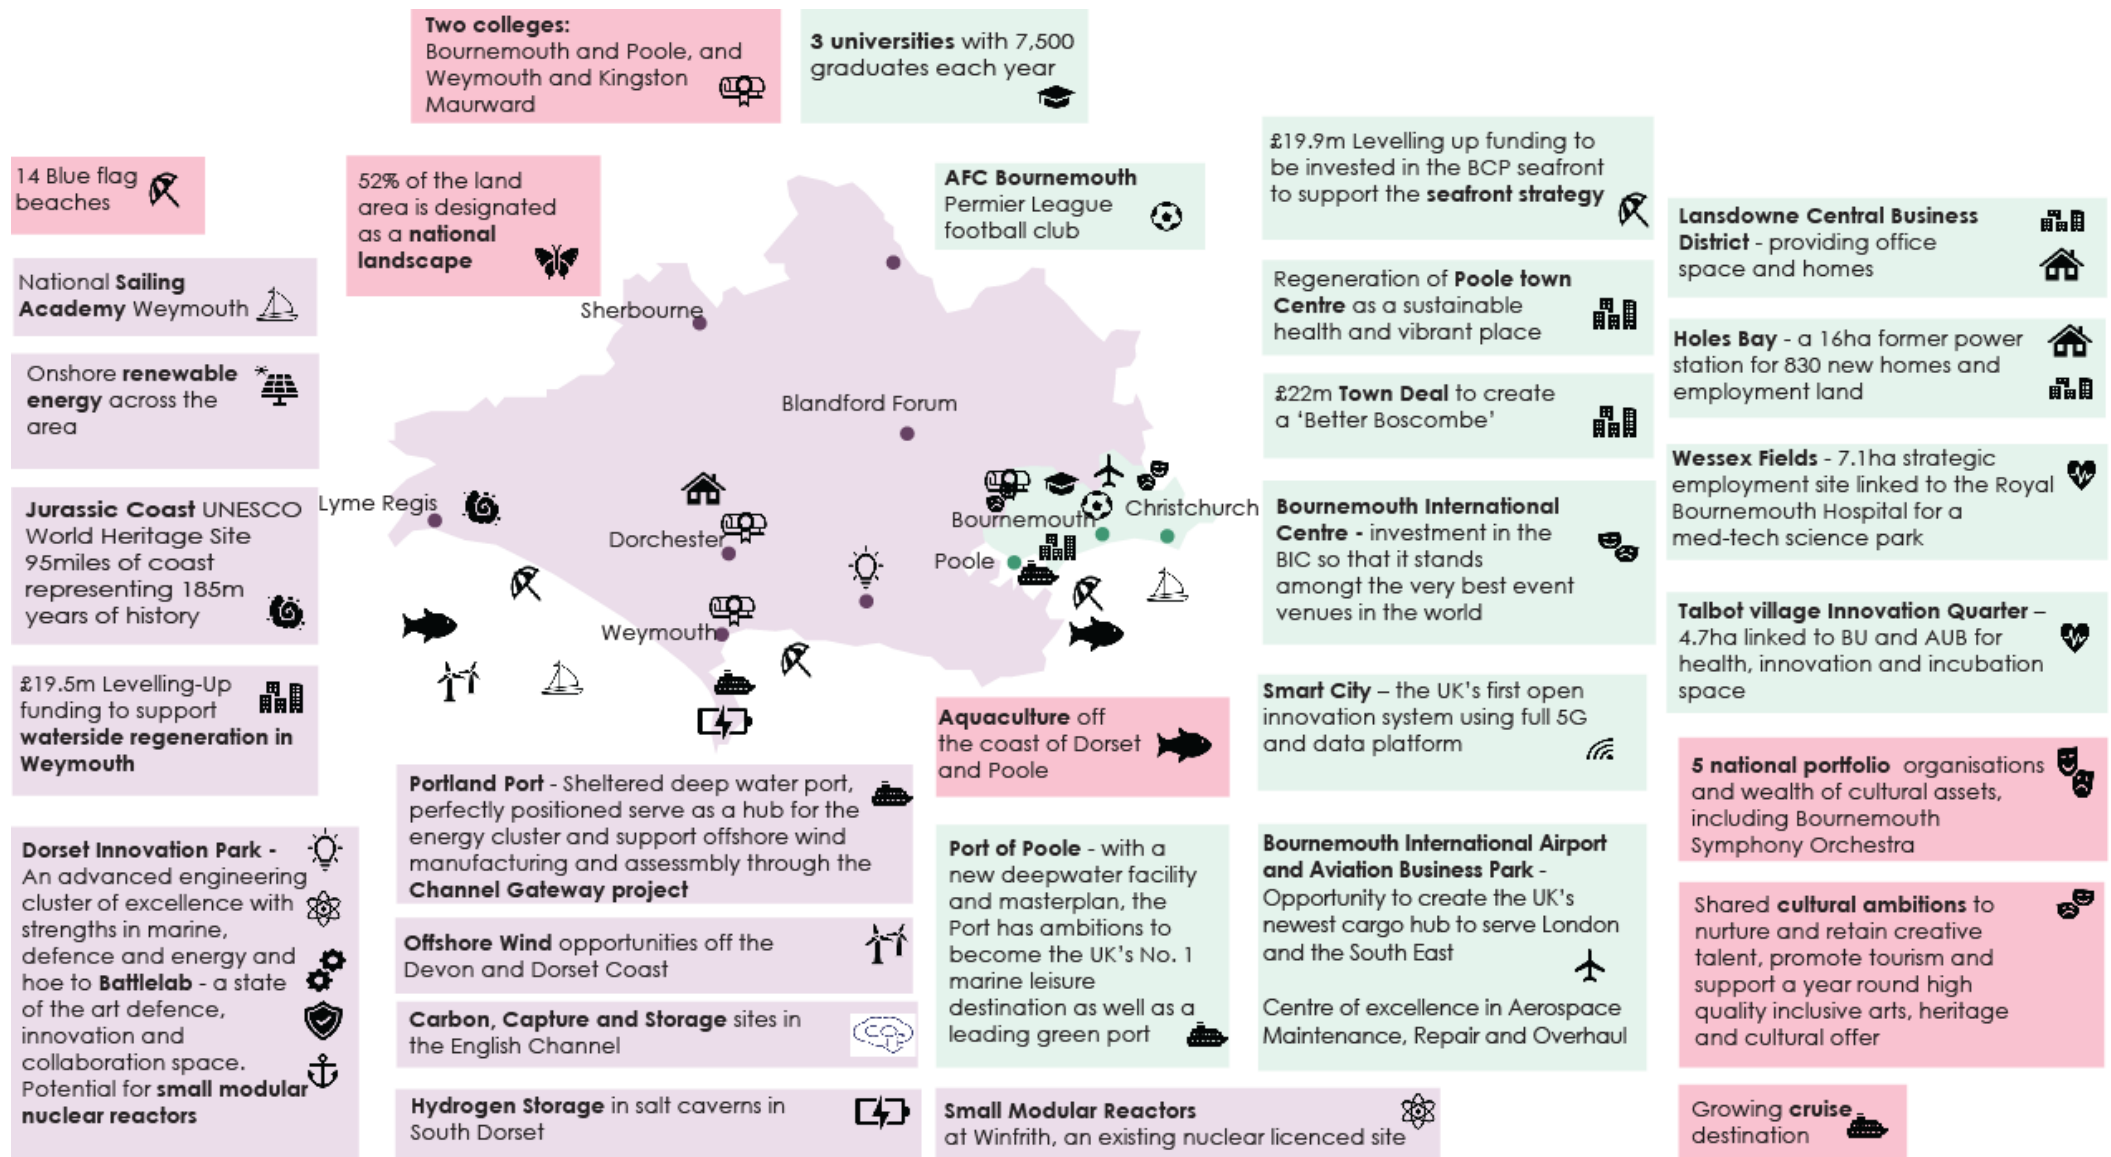 Two colleges:
Bournemouth and Poole, and
Weymouth and Kingston
Maurward
3 universities with 7,500
graduates each year
14 Blue flag
beaches
52% of the land
area is designated
as a national
landscape
AFC Bournemouth
Permier League
football club
£19.9m Levelling up funding to
be invested in the BCP seafront
to support the seafront strategy
Lansdowne Central Business
District - providing office
space and homes
National Sailing
Academy Weymouth
Regeneration of Poole town
Centre as a sustainable
health and vibrant place
Holes Bay - a 16ha former power
station for 830 new homes and
employment land
Onshore renewable
energy across the
area
£22m Town Deal to create
a ‘Better Boscombe’
Wessex Fields - 7.1ha strategic
employment site linked to the Royal
Bournemouth Hospital for a
med-tech science park
Jurassic Coast UNESCO
World Heritage Site
95miles of coast
representing 185m
years of history
Sherbourne
Blandford Forum
Lyme Regis
Dorchester
Weymouth
Bournemouth
Christchurch
Poole
Bournemouth International
Centre - investment in the
BIC so that it stands
amongt the very best event
venues in the world
Talbot village Innovation Quarter –
4.7ha linked to BU and AUB for
health, innovation and incubation
space
£19.5m Levelling-Up
funding to support
waterside regeneration in
Weymouth
Smart City – the UK’s first open
innovation system using full 5G
and data platform
Aquaculture off
the coast of Dorset
and Poole
5 national portfolio organisations
and wealth of cultural assets,
including Bournemouth
Symphony Orchestra
Portland Port - Sheltered deep water port,
perfectly positioned serve as a hub for the
energy cluster and support offshore wind
manufacturing and assessmbly through the
Channel Gateway project
Dorset Innovation Park -
An advanced engineering
cluster of excellence with
strengths in marine,
defence and energy and
hoe to Battlelab - a state
of the art defence,
innovation and
collaboration space.
Potential for small modular
nuclear reactors
Port of Poole - with a
new deepwater facility
and masterplan, the
Port has ambitions to
become the UK’s No. 1
marine leisure
destination as well as a
leading green port
Bournemouth International Airport
and Aviation Business Park -
Opportunity to create the UK’s
newest cargo hub to serve London
and the South East
Centre of excellence in Aerospace
Maintenance, Repair and Overhaul
Shared cultural ambitions to
nurture and retain creative
talent, promote tourism and
support a year round high
quality inclusive arts, heritage
and cultural offer
Offshore Wind opportunities off the
Devon and Dorset Coast
Carbon, Capture and Storage sites in
the English Channel
Hydrogen Storage in salt caverns in
South Dorset
Small Modular Reactors
at Winfrith, an existing nuclear licenced site
Growing cruise
destination